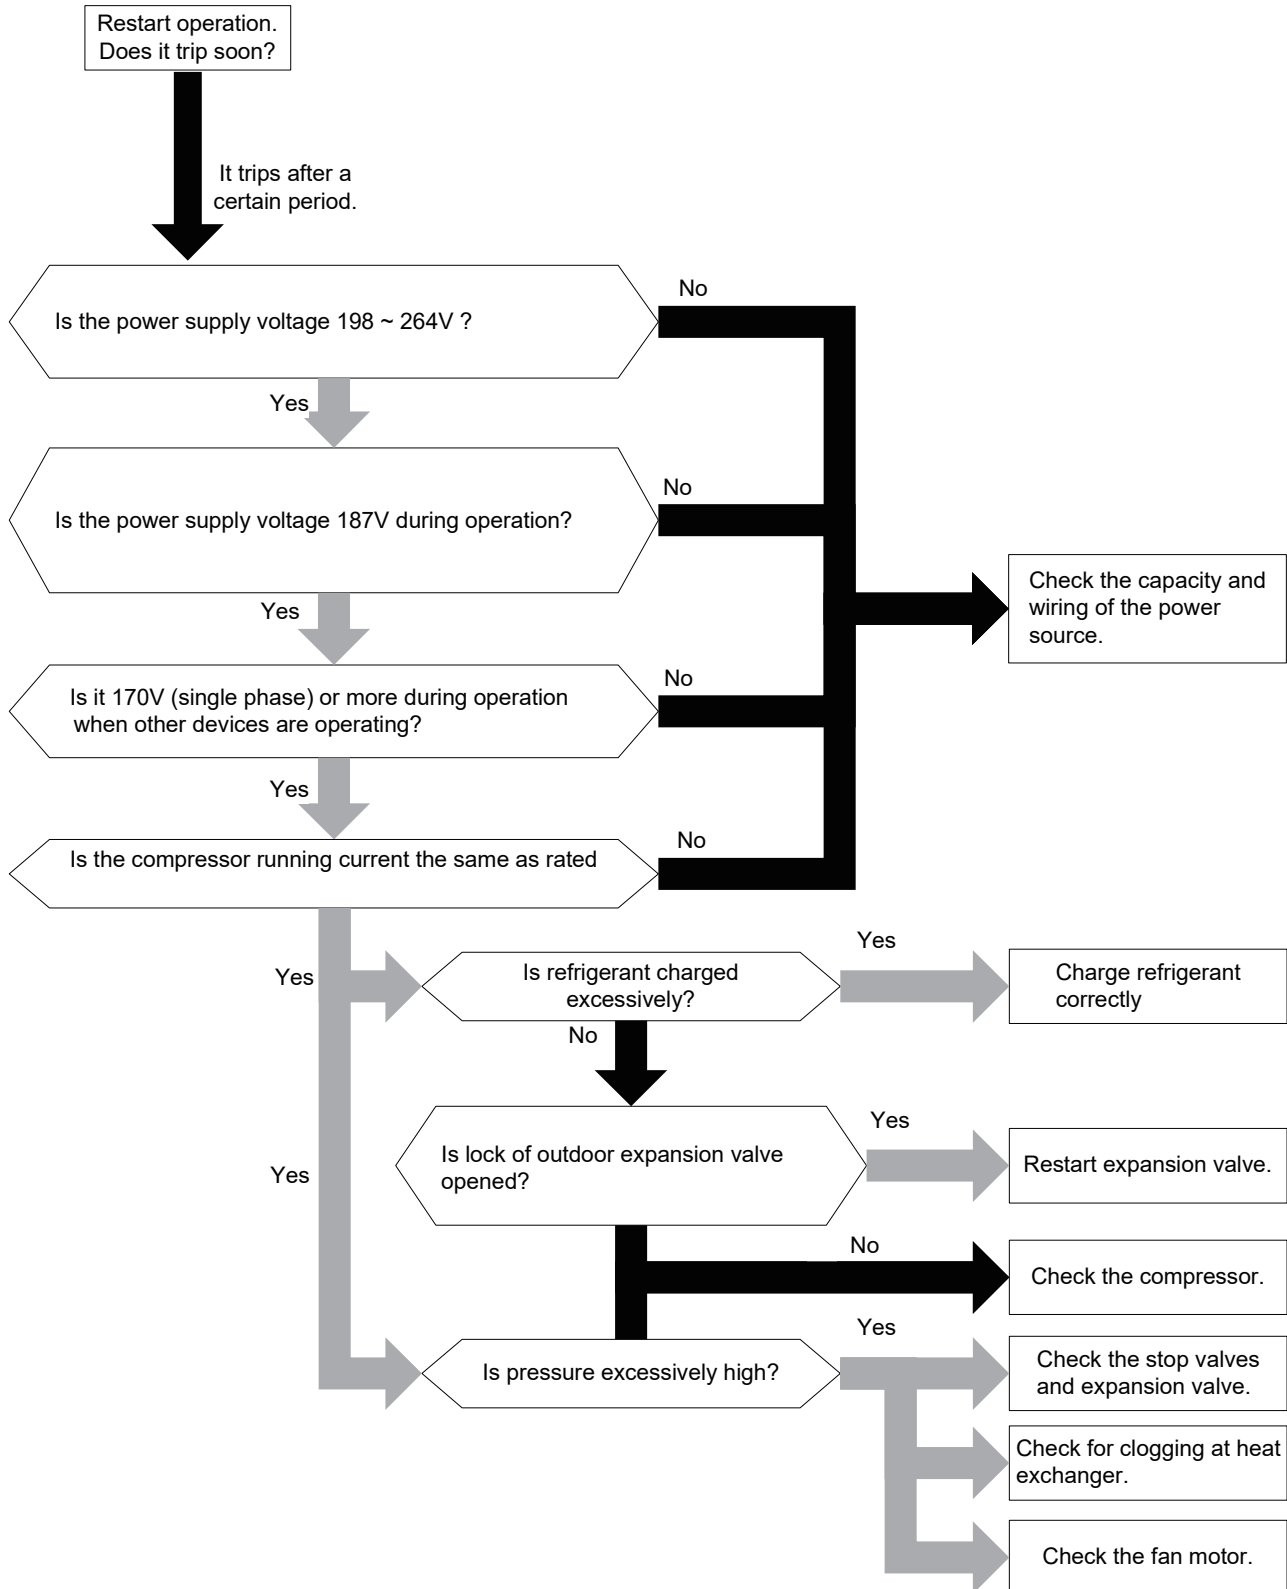 Restart operation.
Does it trip soon?
It trips after a
certain period.
Is the power supply voltage 198 ~ 264V ?
No
Yes
Is the power supply voltage 187V during operation?
No
Yes
Check the capacity and
wiring of the power
source.
Is it 170V (single phase) or more during operation
when other devices are operating?
No
Yes
Is the compressor running current the same as rated
No
Yes
Is refrigerant charged
excessively?
Yes
Charge refrigerant
correctly
No
Yes
Is lock of outdoor expansion valve
opened?
Yes
Restart expansion valve.
No
Check the compressor.
Is pressure excessively high?
Yes
Check the stop valves
and expansion valve.
Check for clogging at heat
exchanger.
Check the fan motor.